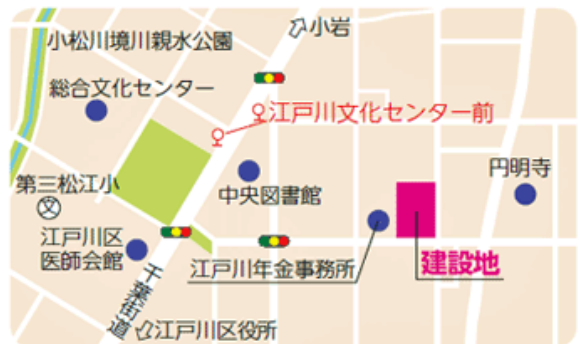 小岩
小松川境川親水公園
総合文化センター
江戸川文化センター前
円明寺
第三松江小
文
中央図書館
江戸川区
医師会館
江戸川年金事務所
建設地
千葉街道
江戸川区役所